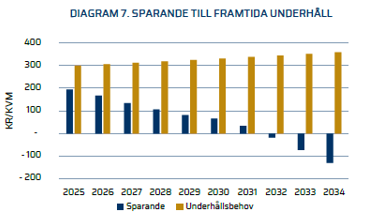 DIAGRAM 7. SPARANDE TILL FRAMTIDA UNDERHÅLL
KR/KVM
400
300
200
100
-
- 100
- 200
2025 2026 2027 2028 2029 2030 2031 2032 2033 2034
Sparande Underhållsbehov